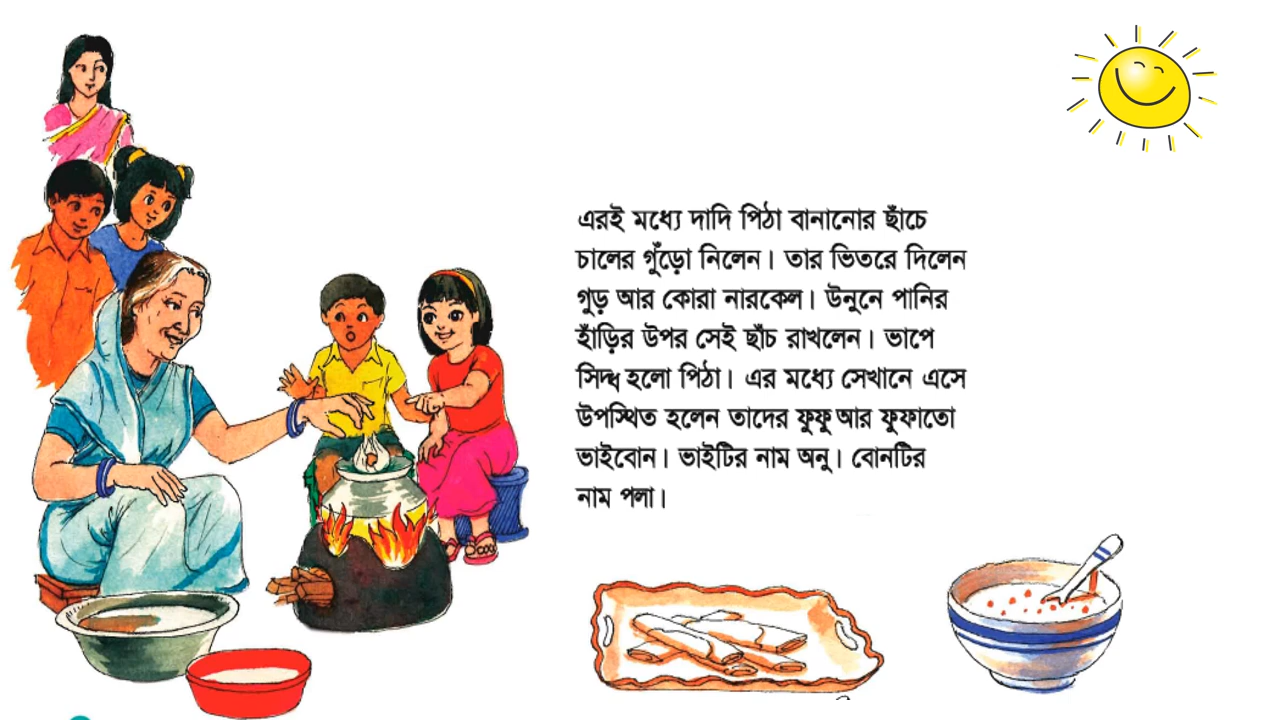 এরই মধ্যে দাদি পিঠা বানানোর ছাঁচে
চালের গুঁড়ো নিলেন। তার ভিতরে দিলেন
গুড় আর কোরা নারকেল। উনুনে পানির
হাঁড়ির উপর সেই ছাঁচ রাখলেন। ভাপে
সিদ্ধ হলো পিঠা। এর মধ্যে সেখানে এসে
উপস্থিত হলেন তাদের ফুফু আর ফুফাতো
ভাইবোন। ভাইটির নাম অনু। বোনটির
নাম পলা।